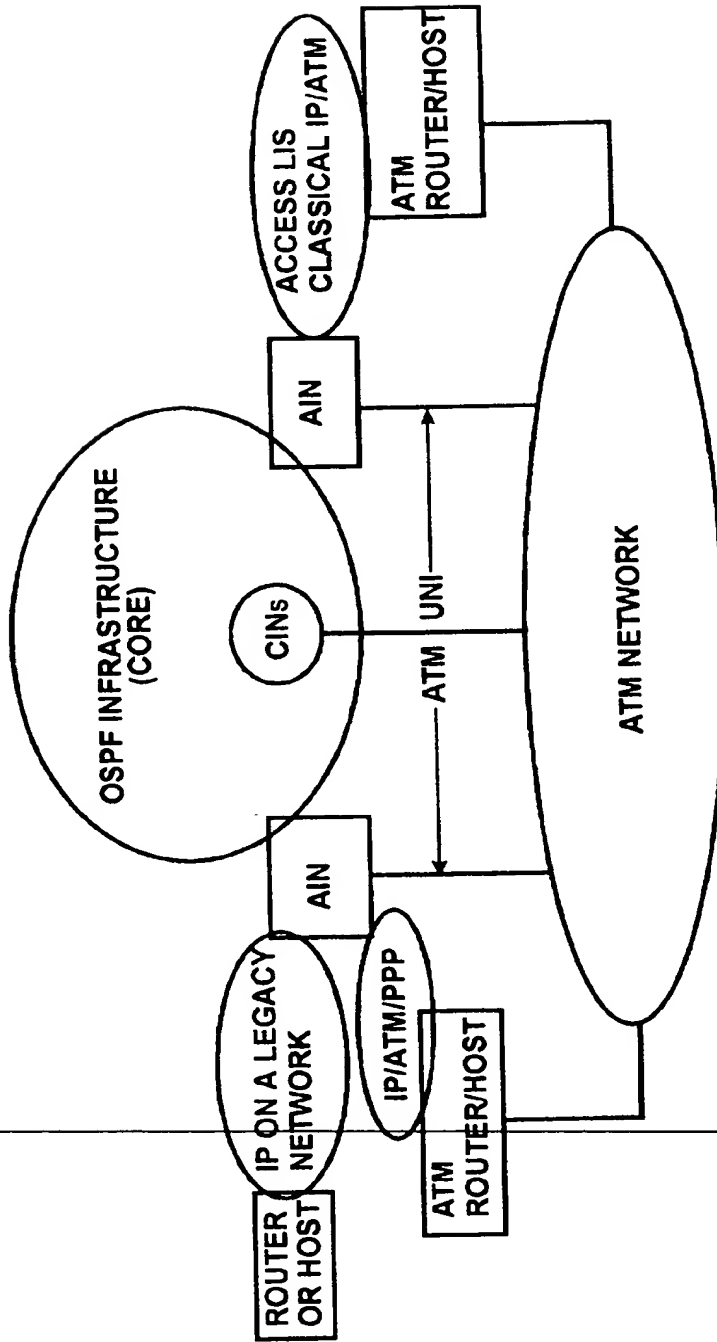 OSPF INFRASTRUCTURE
(CORE)
CINs
AIN
AIN
ACCESS LIS
CLASSICAL IP/ATM
ATM
ROUTER/HOST
IP ON A LEGACY
NETWORK
ROUTER
OR HOST
IP/ATM/PPP
ATM
ROUTER/HOST
ATM UNI
ATM NETWORK